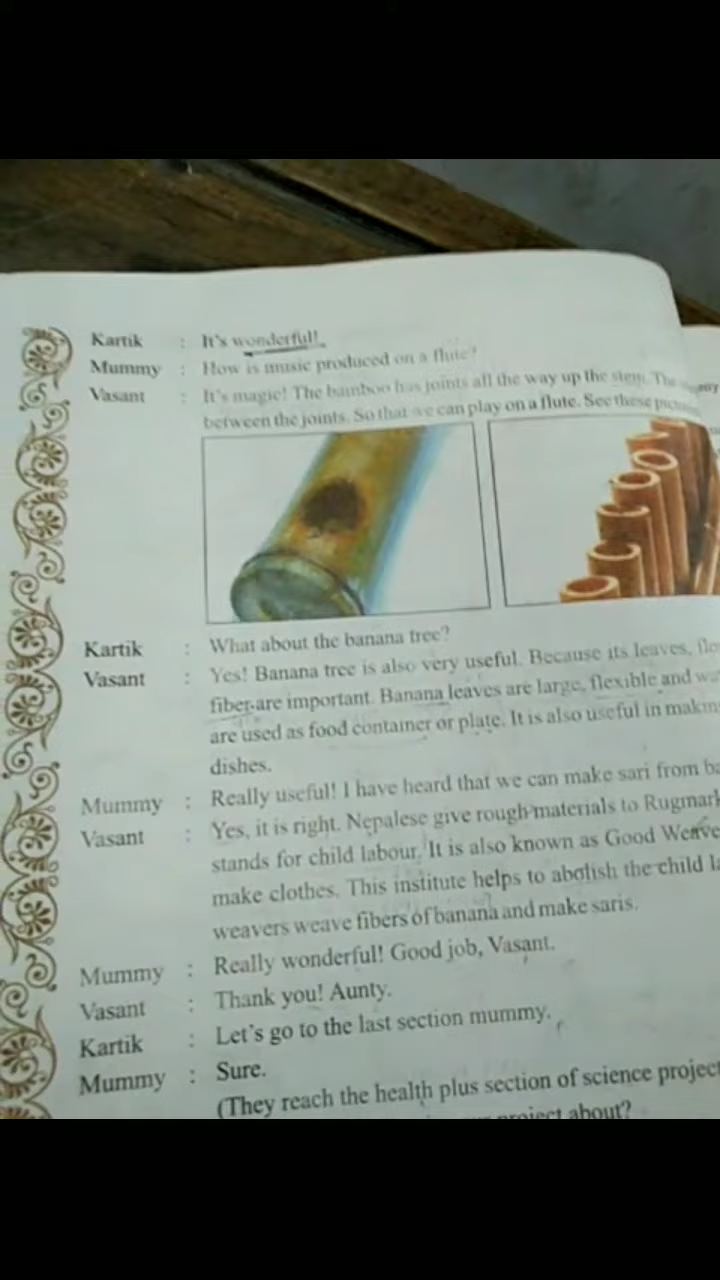 Kartik : It's wonderful!
Mummy : How is music produced on a flute?
Vasant : It's magic! The bamboo has joints all the way up the stem. The
between the joints. So that we can play on a flute. See these
Kartik : What about the banana tree?
Vasant : Yes! Banana tree is also very useful. Because its leaves,
fiber are important. Banana leaves are large, flexible and
are used as food container or plate. It is also useful in
dishes.
Mummy : Really useful! I have heard that we can make sari from
Vasant : Yes, it is right. Nepalese give rough materials to Rugmark
stands for child labour. It is also known as Good Weave
make clothes. This institute helps to abolish the child
weavers weave fibers of banana and make saris.
Mummy : Really wonderful! Good job, Vasant.
Vasant : Thank you! Aunty.
Kartik : Let's go to the last section mummy.
Mummy : Sure.
(They reach the health plus section of science project
project about?